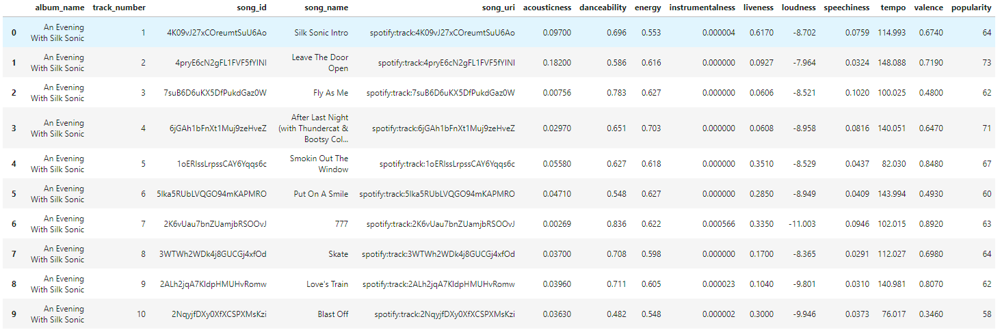 album_name track_number song_id song_name song_uri acousticness danceability energy instrumentalness liveness loudness speechiness tempo valence popularity
0 An Evening With Silk Sonic 1 4K09vJ27xCOreumtSuU6Ao Silk Sonic Intro spotify:track:4K09vJ27xCOreumtSuU6Ao 0.09700 0.696 0.553 0.000004 0.6170 -8.702 0.0759 114.993 0.6740 64
1 An Evening With Silk Sonic 2 4pryE6cN2gFL1FVF5fYINl Leave The Door Open spotify:track:4pryE6cN2gFL1FVF5fYINl 0.18200 0.586 0.616 0.000000 0.0927 -7.964 0.0324 148.088 0.7190 73
2 An Evening With Silk Sonic 3 7suB6D6uKX5DfPukdGaz0W Fly As Me spotify:track:7suB6D6uKX5DfPukdGaz0W 0.00756 0.783 0.627 0.000000 0.0606 -8.521 0.1020 100.025 0.4800 62
3 An Evening With Silk Sonic 4 6jGAh1bFnXt1Muj9zeHveZ After Last Night (with Thundercat & Bootsy Col... spotify:track:6jGAh1bFnXt1Muj9zeHveZ 0.02970 0.651 0.703 0.000000 0.0608 -8.958 0.0816 140.051 0.6470 71
4 An Evening With Silk Sonic 5 1oERlssLrpssCAY6Yqqs6c Smokin Out The Window spotify:track:1oERlssLrpssCAY6Yqqs6c 0.05580 0.627 0.618 0.000000 0.3510 -8.529 0.0437 82.030 0.8480 67
5 An Evening With Silk Sonic 6 5Ika5RUbLVQGO94mKAPMRO Put On A Smile spotify:track:5Ika5RUbLVQGO94mKAPMRO 0.04710 0.548 0.627 0.000000 0.2850 -8.949 0.0409 143.994 0.4930 60
6 An Evening With Silk Sonic 7 2K6vUau7bnZUamjbRSOOvJ 777 spotify:track:2K6vUau7bnZUamjbRSOOvJ 0.00269 0.836 0.622 0.000566 0.3350 -11.003 0.0946 102.015 0.8920 63
7 An Evening With Silk Sonic 8 3WTWh2WDk4j8GUCGj4xfOd Skate spotify:track:3WTWh2WDk4j8GUCGj4xfOd 0.03700 0.708 0.598 0.000000 0.1700 -8.365 0.0291 112.027 0.6980 64
8 An Evening With Silk Sonic 9 2ALh2jqA7KIdpHMUHvRomw Love's Train spotify:track:2ALh2jqA7KIdpHMUHvRomw 0.03960 0.711 0.605 0.000023 0.1040 -9.801 0.0310 140.981 0.8070 62
9 An Evening With Silk Sonic 10 2NqyjfDXy0XfXCSPXMsKzi Blast Off spotify:track:2NqyjfDXy0XfXCSPXMsKzi 0.03630 0.482 0.548 0.000002 0.3000 -9.946 0.0373 76.017 0.3460 58